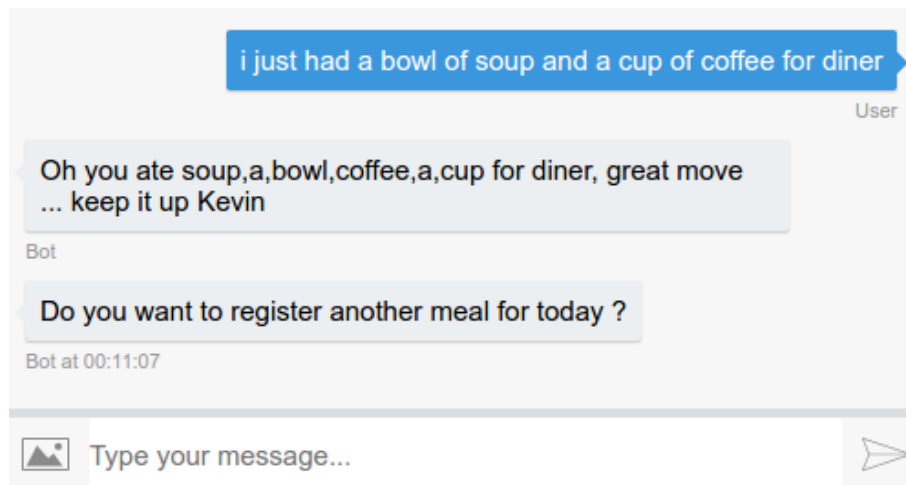 i just had a bowl of soup and a cup of coffee for diner
User
Oh you ate soup,a,bowl,coffee,a,cup for diner, great move
... keep it up Kevin
Bot
Do you want to register another meal for today ?
Bot at 00:11:07
Type your message...